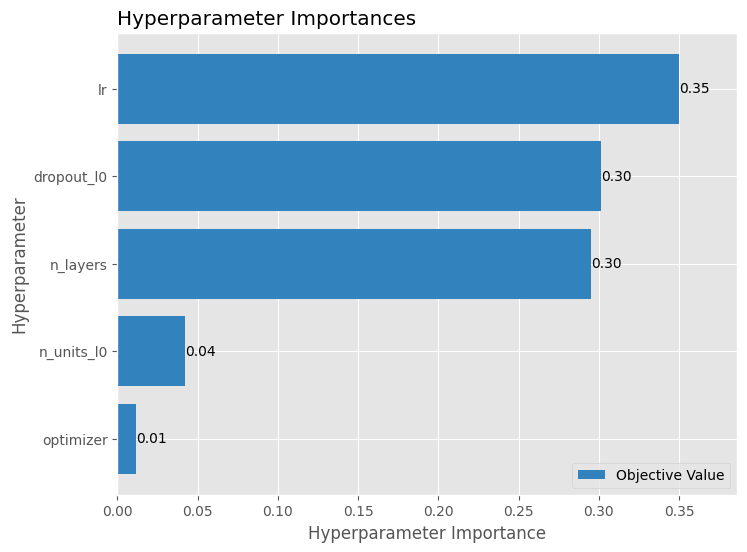 Hyperparameter Importances
Hyperparameter
lr
0.35
dropout_l0
0.30
n_layers
0.30
n_units_l0
0.04
optimizer
0.01
Objective Value
0.00 0.05 0.10 0.15 0.20 0.25 0.30 0.35
Hyperparameter Importance